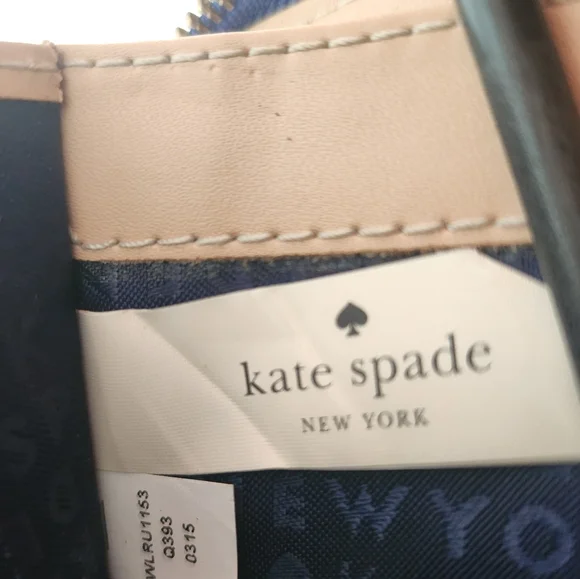 kate spade
NEW YORK
WLRU1153
Q393
0315
EWYO